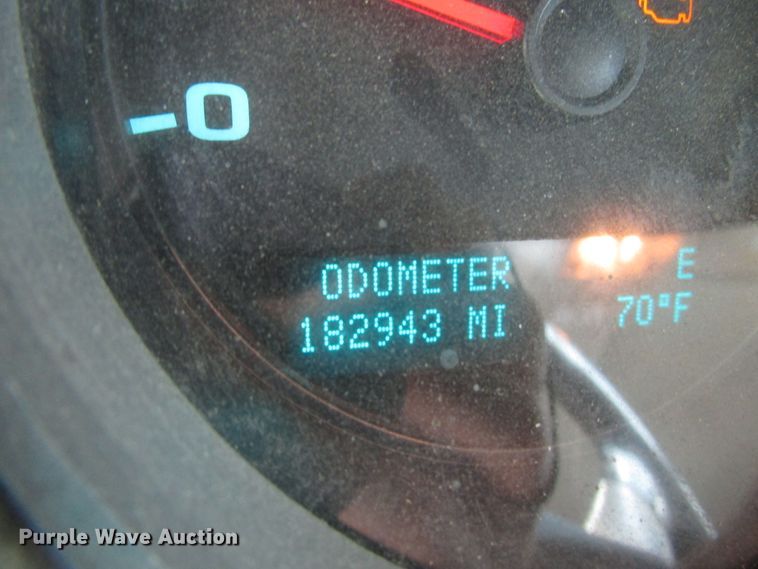 -0
ODOMETER E
182943 MI 70°F
Purple Wave Auction